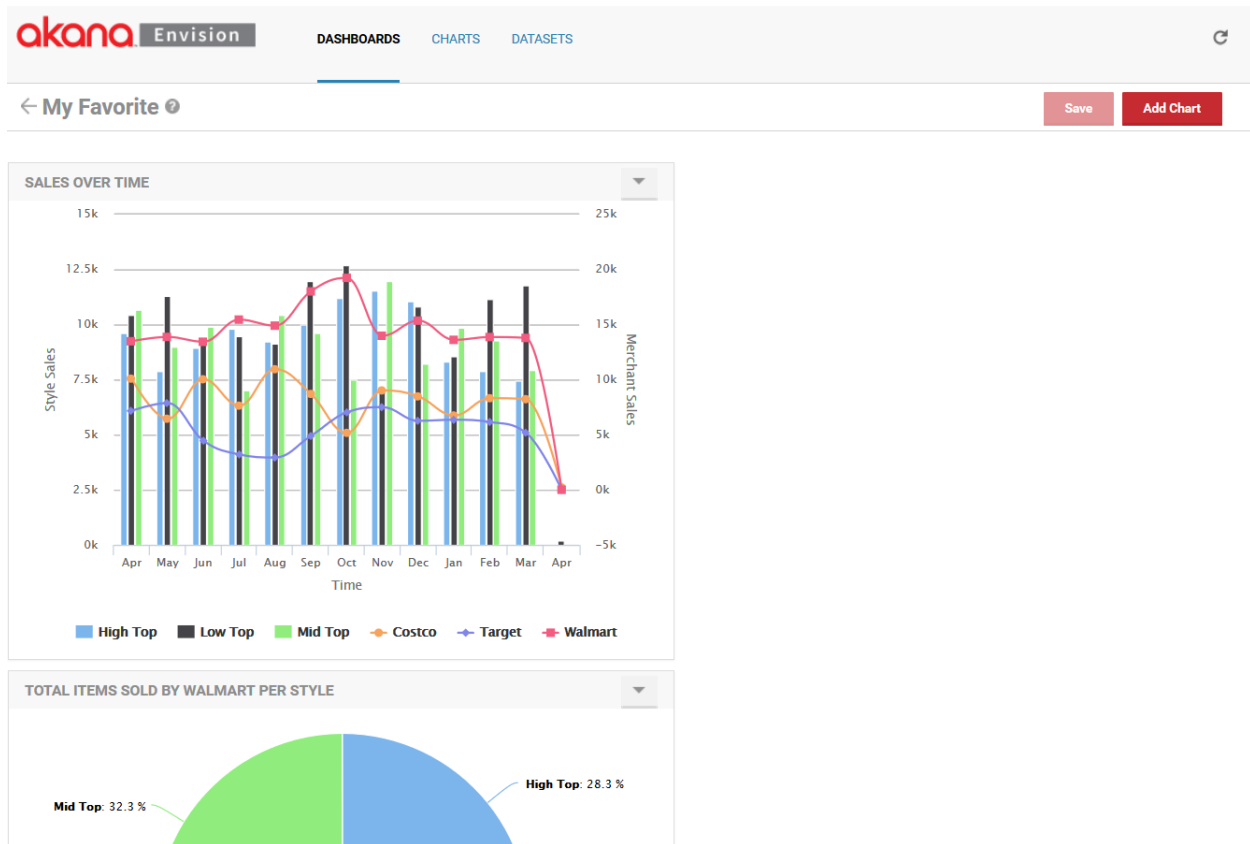 akana Envision DASHBOARDS CHARTS DATASETS
My Favorite ?
Save Add Chart
SALES OVER TIME
15k 25k
12.5k 20k
10k 15k
7.5k 10k
5k 5k
2.5k 0k
0k -5k
Style Sales
Merchant Sales
Apr May Jun Jul Aug Sep Oct Nov Dec Jan Feb Mar Apr
Time
High Top Low Top Mid Top Costco Target Walmart
TOTAL ITEMS SOLD BY WALMART PER STYLE
High Top: 28.3 %
Mid Top: 32.3 %